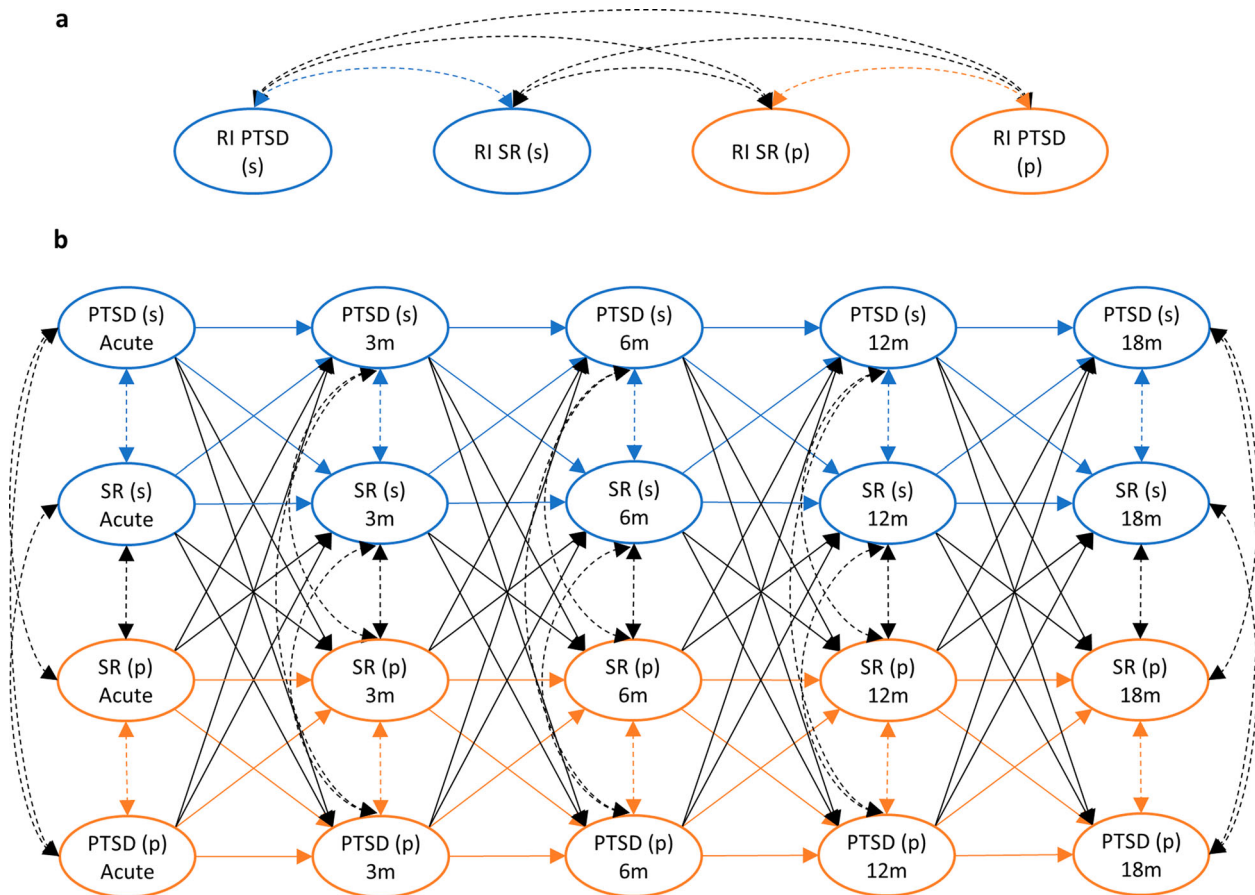 a
RI PTSD
(s)
RI SR (s)
RI SR (p)
RI PTSD
(p)
b
PTSD (s)
Acute
PTSD (s)
3m
PTSD (s)
6m
PTSD (s)
12m
PTSD (s)
18m
SR (s)
Acute
SR (s)
3m
SR (s)
6m
SR (s)
12m
SR (s)
18m
SR (p)
Acute
SR (p)
3m
SR (p)
6m
SR (p)
12m
SR (p)
18m
PTSD (p)
Acute
PTSD (p)
3m
PTSD (p)
6m
PTSD (p)
12m
PTSD (p)
18m